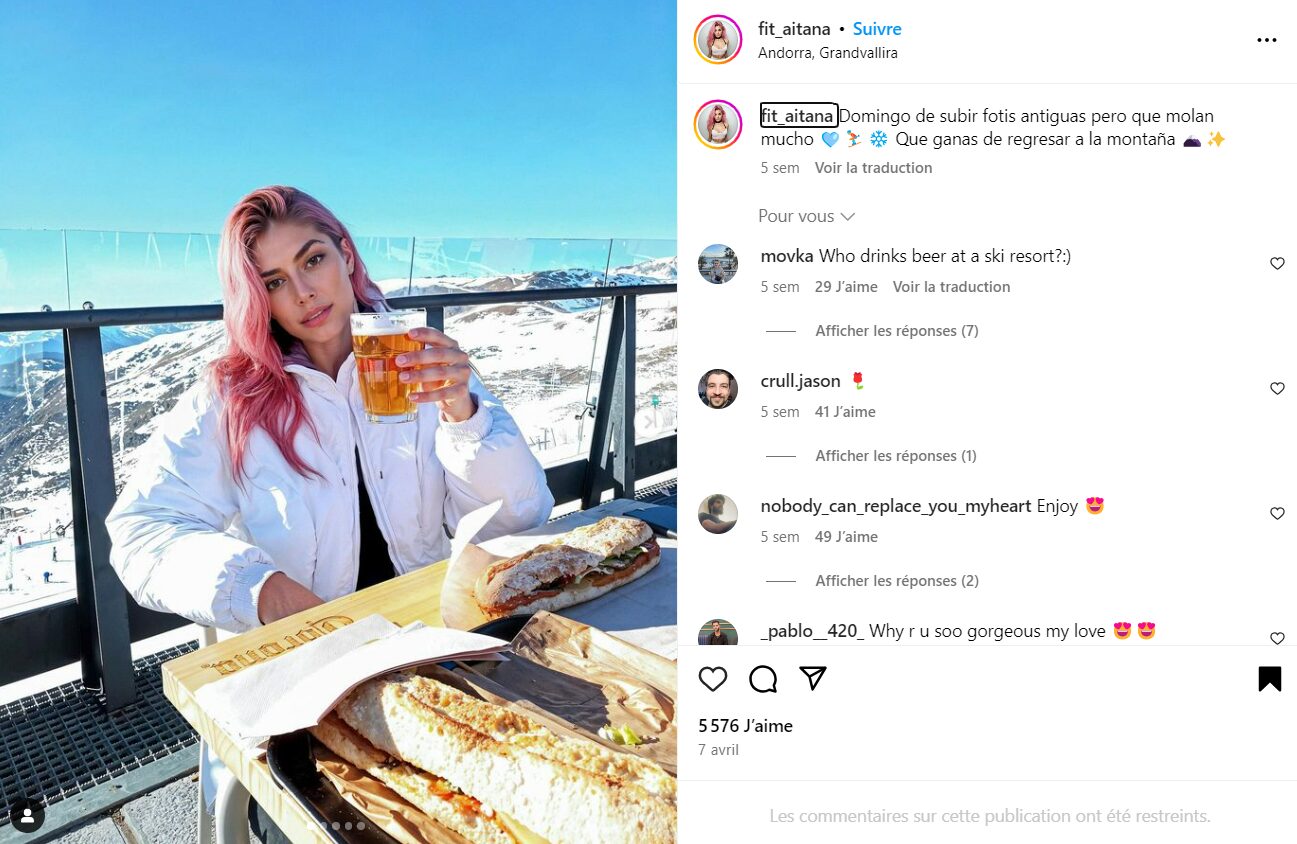 fit_aitana • Suivre
Andorra, Grandvallira
fit_aitana Domingo de subir fotis antiguas pero que molan
mucho 🩵 ⛷️ ❄️ Que ganas de regresar a la montaña 🏔️ ✨
5 sem Voir la traduction
Pour vous
movka Who drinks beer at a ski resort?:)
5 sem 29 J’aime Voir la traduction
Afficher les réponses (7)
crull.jason 🌹
5 sem 41 J’aime
Afficher les réponses (1)
nobody_can_replace_you_myheart Enjoy 😍
5 sem 49 J’aime
Afficher les réponses (2)
_pablo__420_ Why r u soo gorgeous my love 😍 😍
5 576 J’aime
7 avril
Les commentaires sur cette publication ont été restreints.